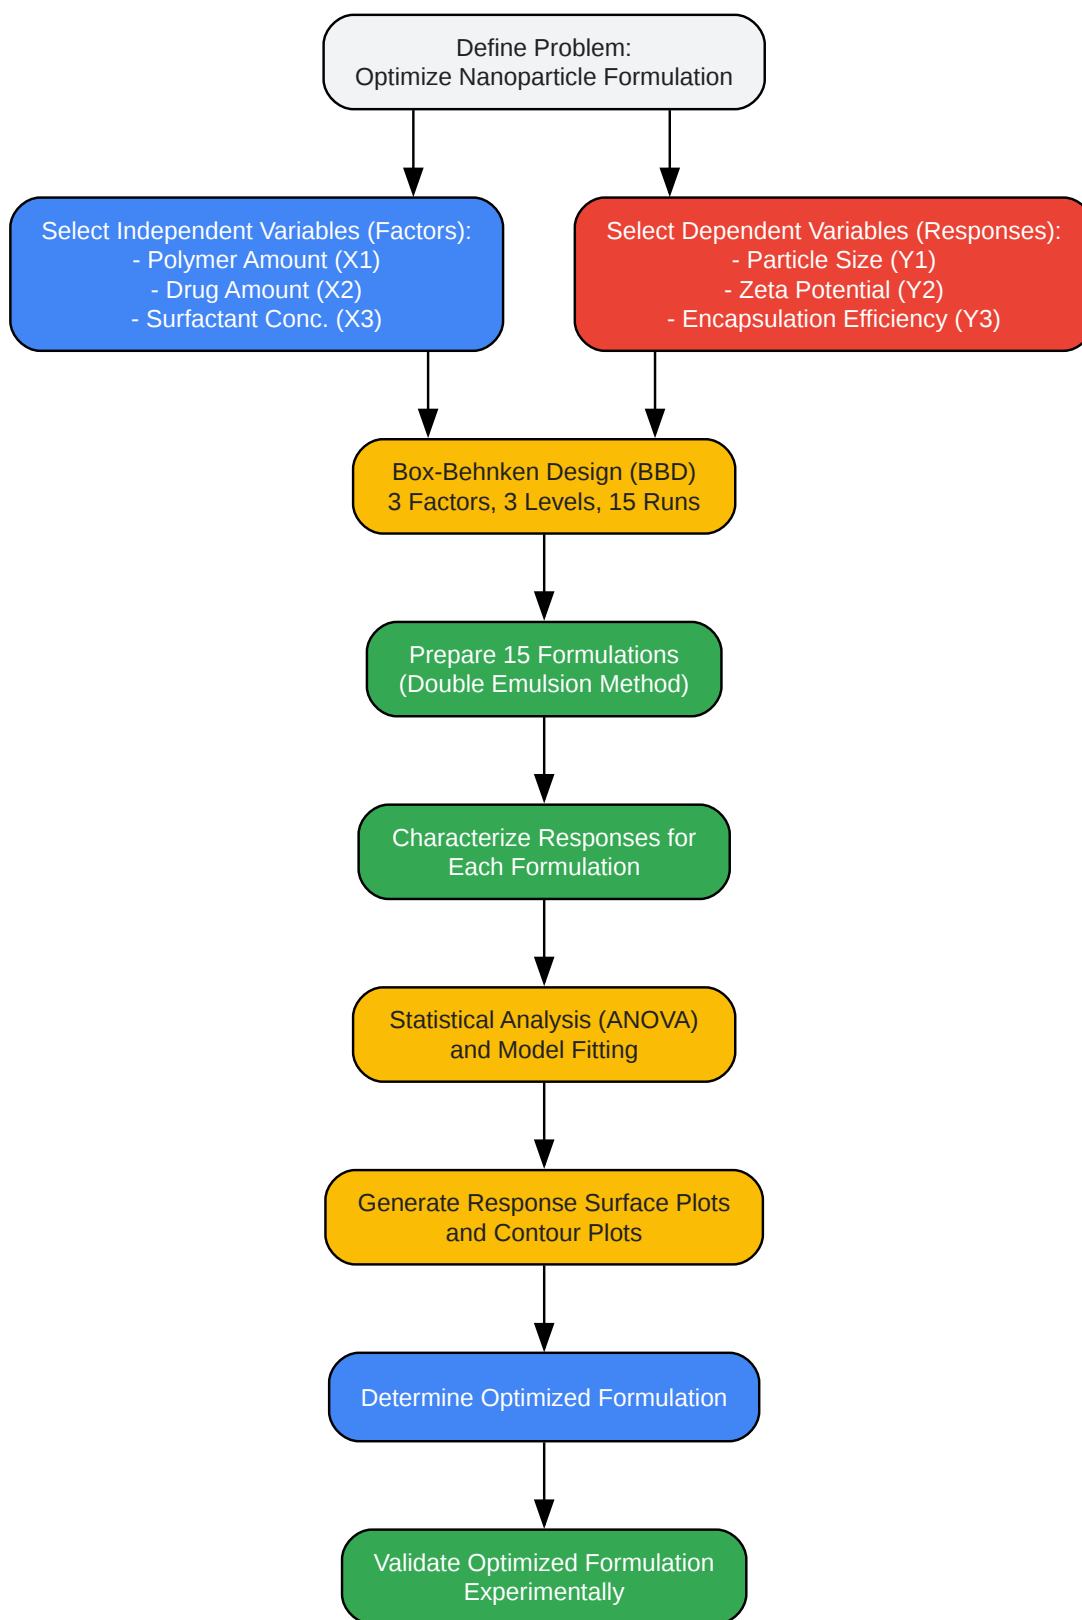 Define Problem:
Optimize Nanoparticle Formulation
Select Independent Variables (Factors):
- Polymer Amount (X1)
- Drug Amount (X2)
- Surfactant Conc. (X3)
Select Dependent Variables (Responses):
- Particle Size (Y1)
- Zeta Potential (Y2)
- Encapsulation Efficiency (Y3)
Box-Behnken Design (BBD)
3 Factors, 3 Levels, 15 Runs
Prepare 15 Formulations
(Double Emulsion Method)
Characterize Responses for
Each Formulation
Statistical Analysis (ANOVA)
and Model Fitting
Generate Response Surface Plots
and Contour Plots
Determine Optimized Formulation
Validate Optimized Formulation
Experimentally